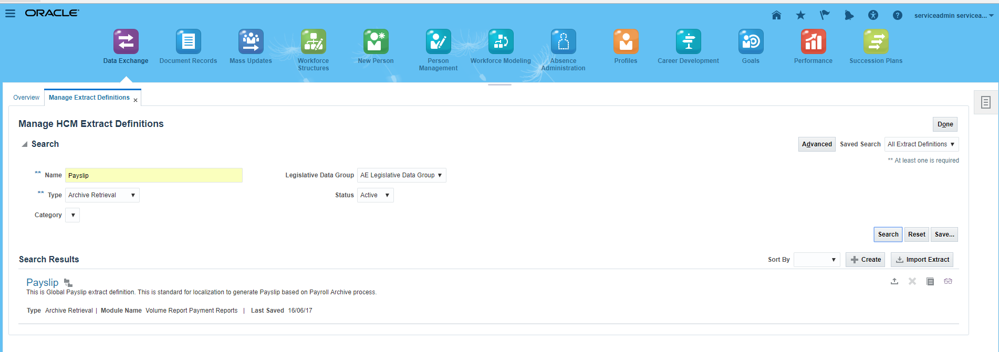 ORACLE
serviceadmin servicea...
Data Exchange
Document Records
Mass Updates
Workforce
Structures
New Person
Person
Management
Workforce Modeling
Absence
Administration
Profiles
Career Development
Goals
Performance
Succession Plans
Overview
Manage Extract Definitions
Manage HCM Extract Definitions
Done
Search
Advanced Saved Search All Extract Definitions
** At least one is required
** Name Payslip
Legislative Data Group AE Legislative Data Group
** Type Archive Retrieval
Status Active
Category
Search Reset Save...
Search Results
Sort By
Create
Import Extract
Payslip
This is Global Payslip extract definition. This is standard for localization to generate Payslip based on Payroll Archive process.
Type Archive Retrieval | Module Name Volume Report Payment Reports | Last Saved 16/06/17